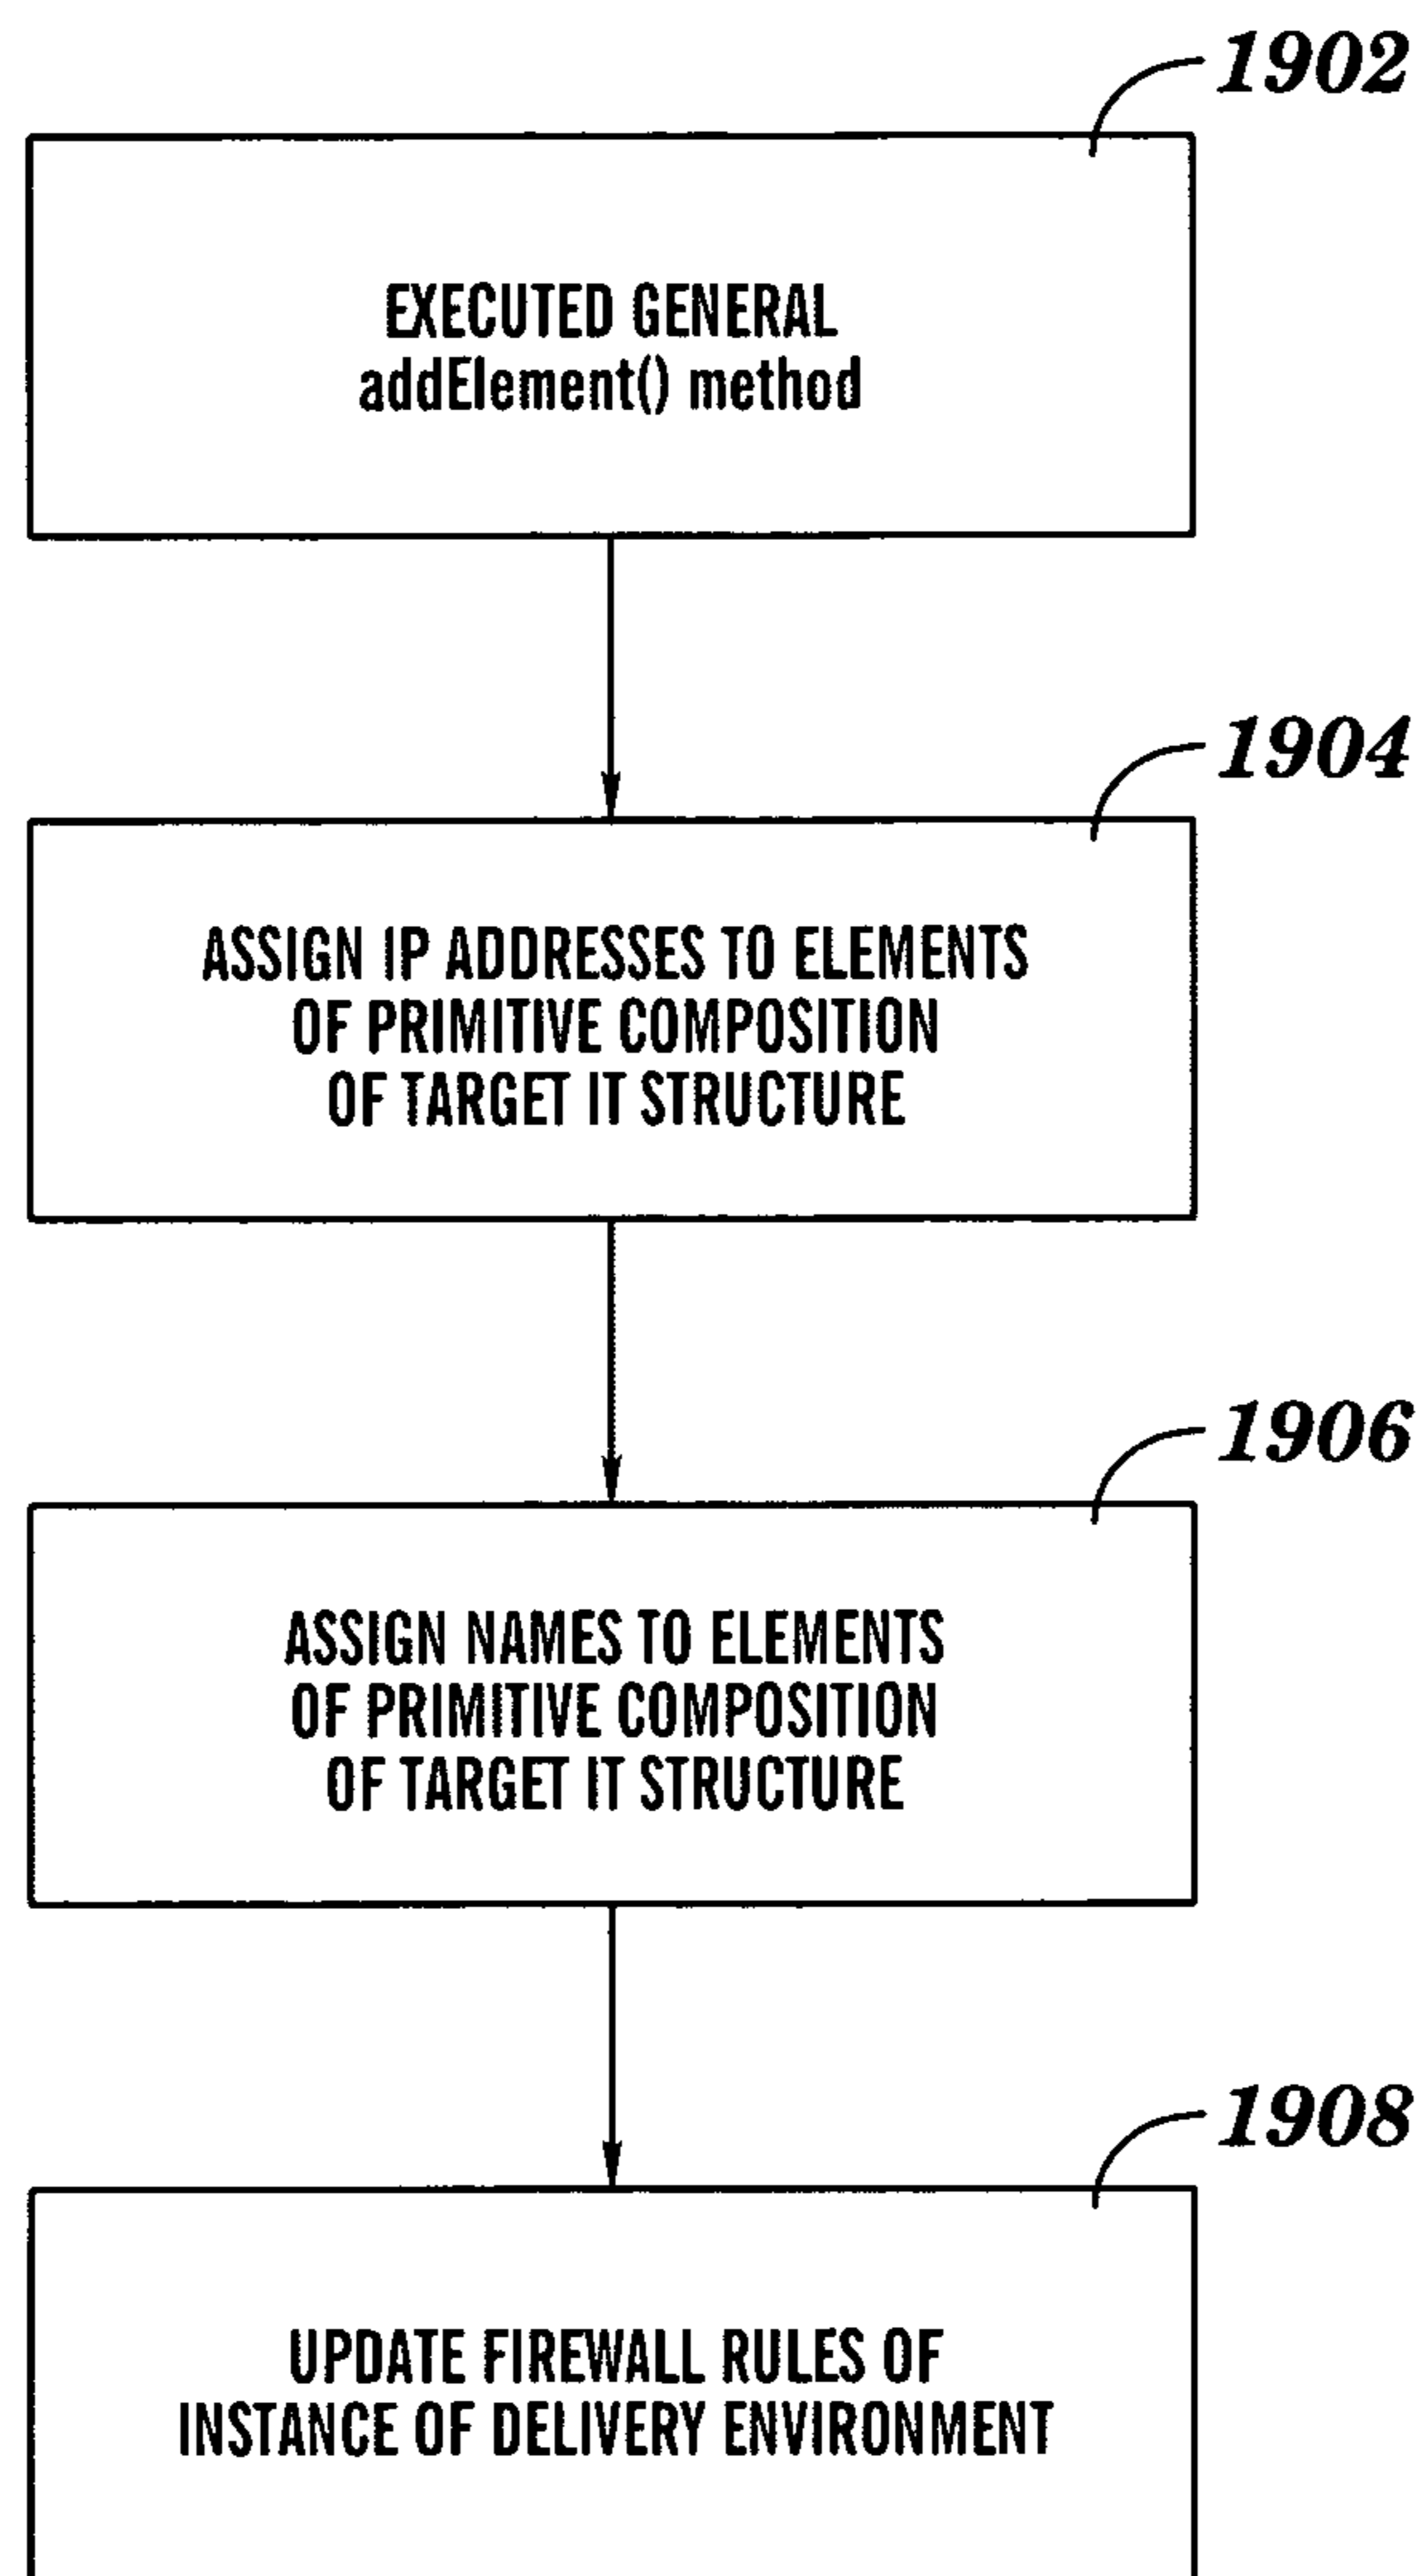 1902
EXECUTED GENERAL
addElement() method
1904
ASSIGN IP ADDRESSES TO ELEMENTS
OF PRIMITIVE COMPOSITION
OF TARGET IT STRUCTURE
1906
ASSIGN NAMES TO ELEMENTS
OF PRIMITIVE COMPOSITION
OF TARGET IT STRUCTURE
1908
UPDATE FIREWALL RULES OF
INSTANCE OF DELIVERY ENVIRONMENT